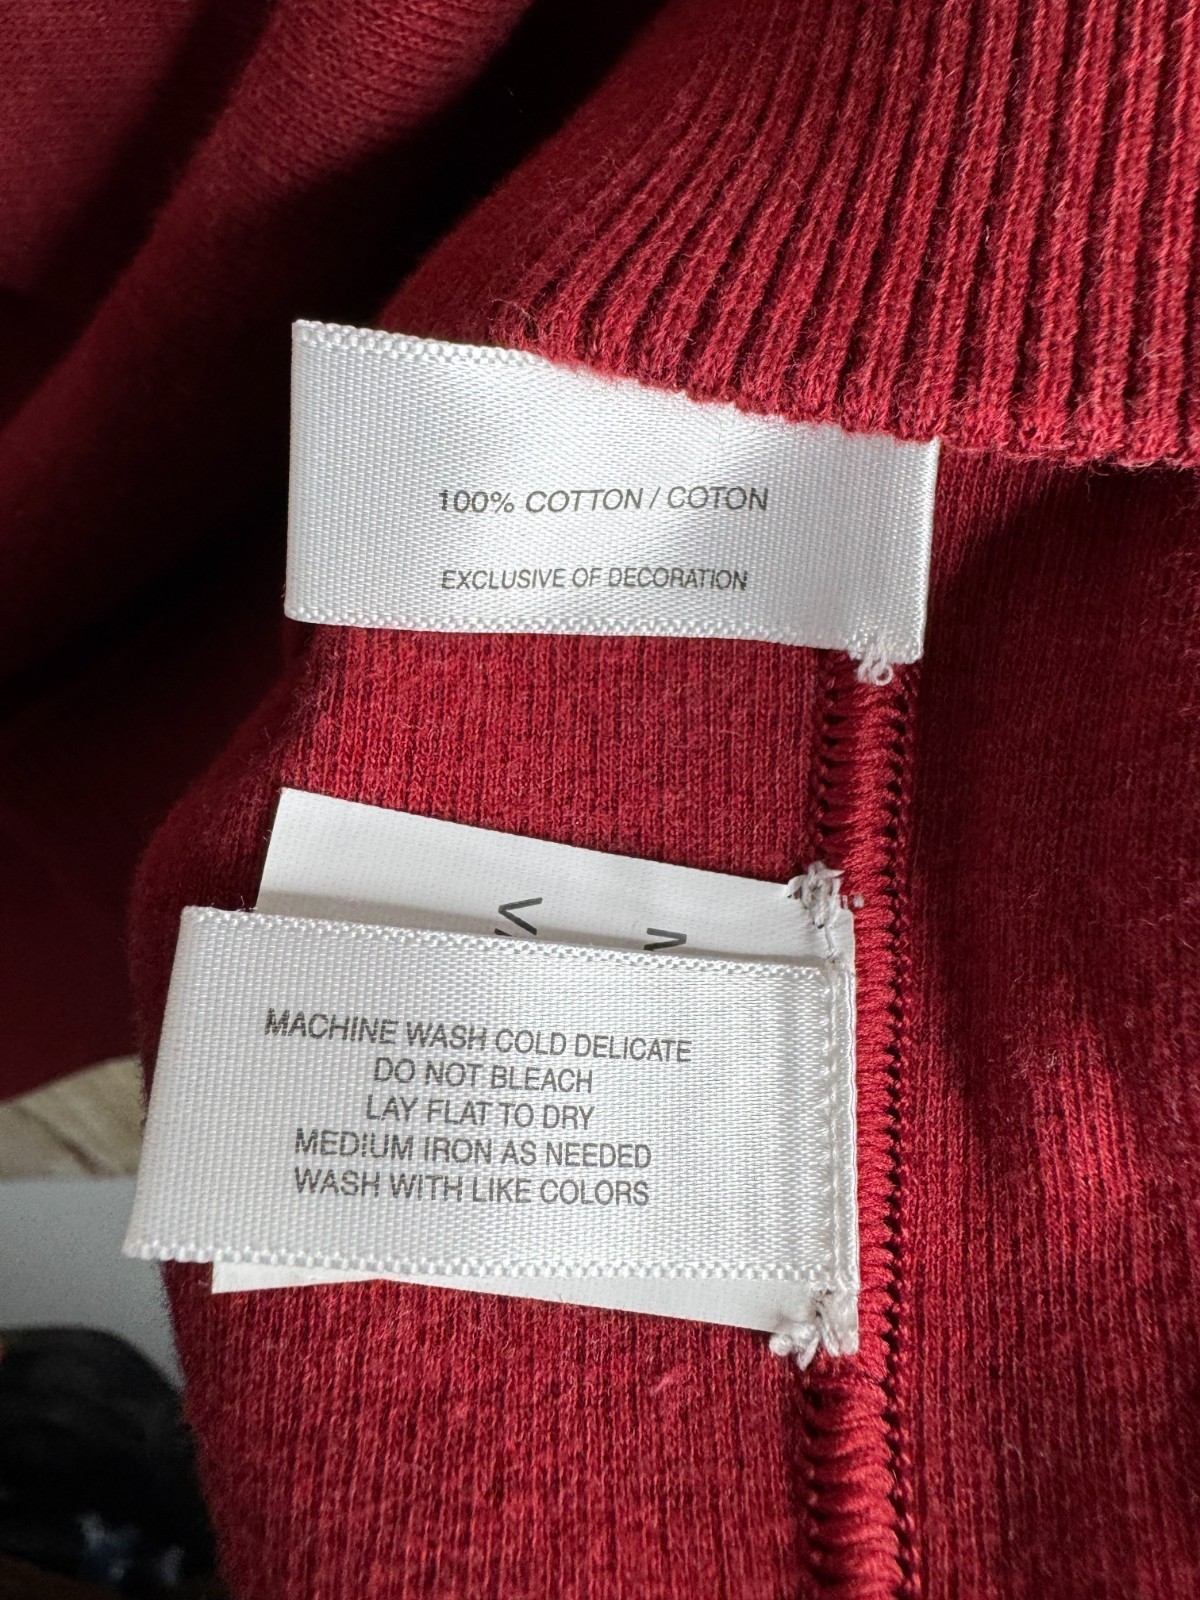 100% COTTON / COTON
EXCLUSIVE OF DECORATION
MACHINE WASH COLD DELICATE
DO NOT BLEACH
LAY FLAT TO DRY
MEDIUM IRON AS NEEDED
WASH WITH LIKE COLORS